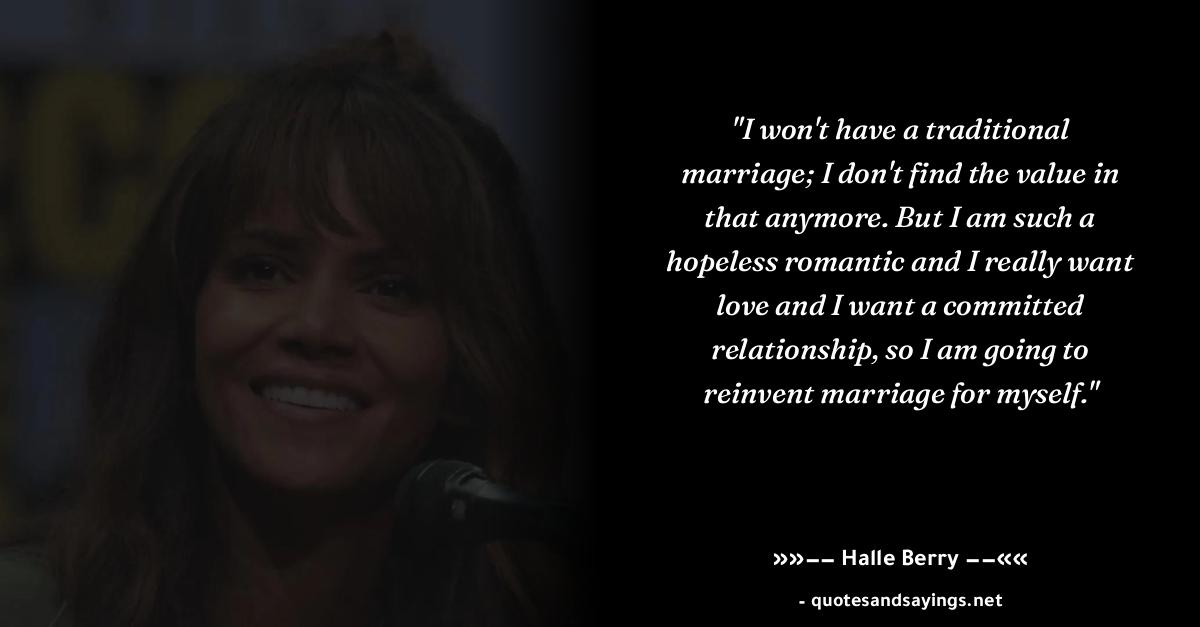 "I won't have a traditional
marriage; I don't find the value in
that anymore. But I am such a
hopeless romantic and I really want
love and I want a committed
relationship, so I am going to
reinvent marriage for myself."
»»–– Halle Berry ––««
- quotesandsayings.net